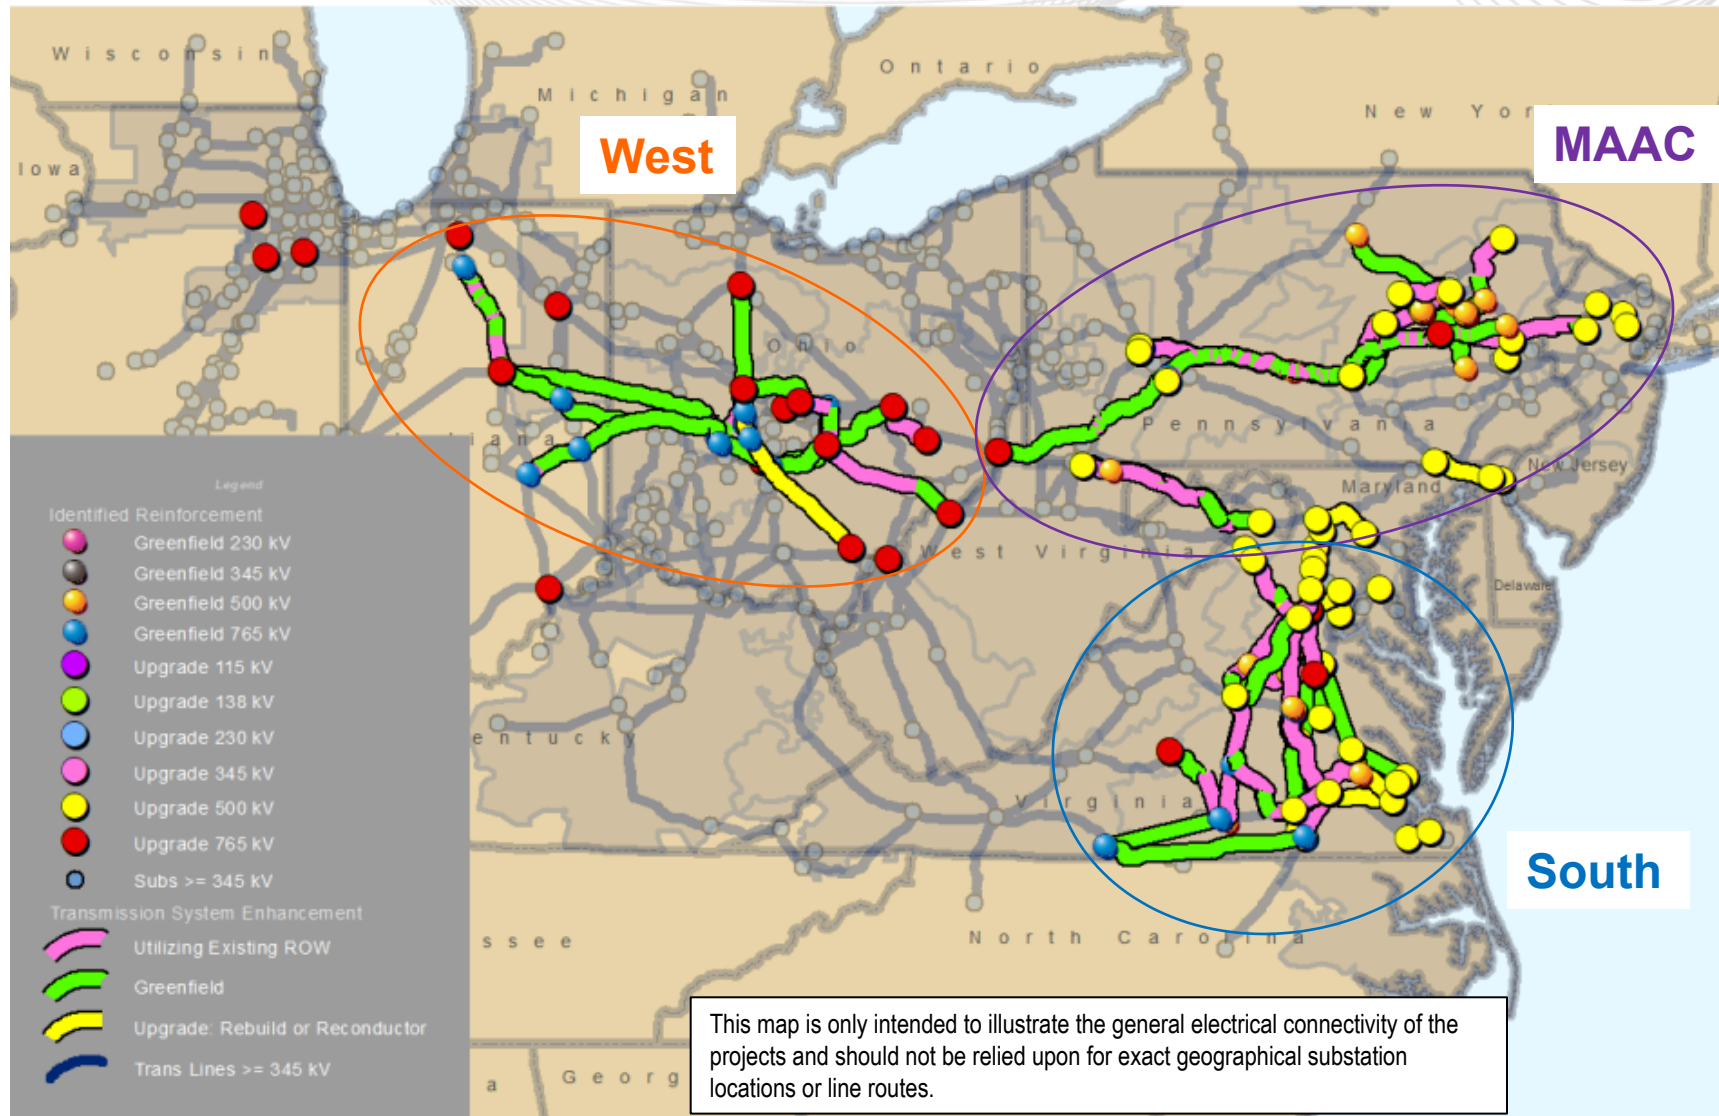 Wisconsin
Michigan
Ontario
New Yor
Iowa
West
MAAC
Ohio
Pennsylvania
New Jersey
Maryland
West Virginia
Delaware
entucky
Virginia
South
North Carolina
ssee
a
Georg
Legend
Identified Reinforcement
Greenfield 230 kV
Greenfield 345 kV
Greenfield 500 kV
Greenfield 765 kV
Upgrade 115 kV
Upgrade 138 kV
Upgrade 230 kV
Upgrade 345 kV
Upgrade 500 kV
Upgrade 765 kV
Subs >= 345 kV
Transmission System Enhancement
Utilizing Existing ROW
Greenfield
Upgrade: Rebuild or Reconductor
Trans Lines >= 345 kV
This map is only intended to illustrate the general electrical connectivity of the
projects and should not be relied upon for exact geographical substation
locations or line routes.